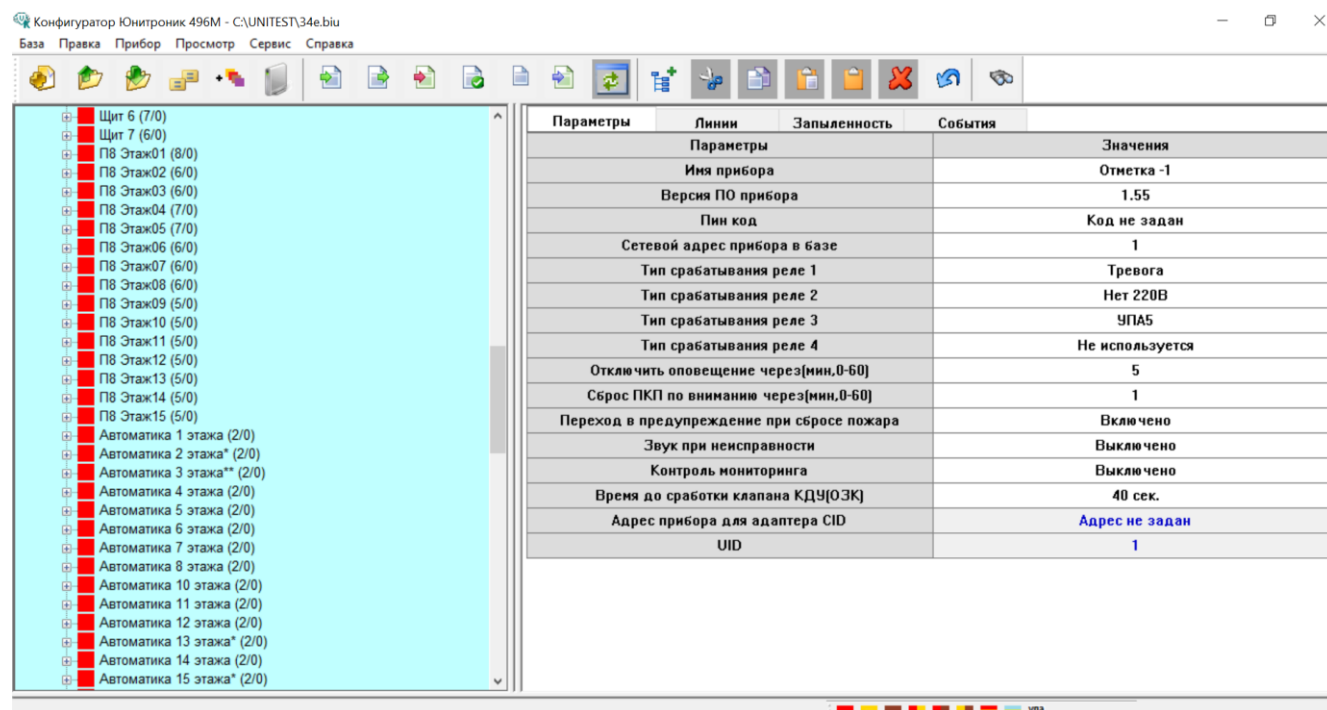 Конфигуратор Юнитроник 496М - C:\UNITEST\34e.biu
База Правка Прибор Просмотр Сервис Справка
Щит 6 (7/0)
Щит 7 (6/0)
П8 Этаж01 (8/0)
П8 Этаж02 (6/0)
П8 Этаж03 (6/0)
П8 Этаж04 (7/0)
П8 Этаж05 (7/0)
П8 Этаж06 (6/0)
П8 Этаж07 (6/0)
П8 Этаж08 (6/0)
П8 Этаж09 (5/0)
П8 Этаж10 (5/0)
П8 Этаж11 (5/0)
П8 Этаж12 (5/0)
П8 Этаж13 (5/0)
П8 Этаж14 (5/0)
П8 Этаж15 (5/0)
Автоматика 1 этажа (2/0)
Автоматика 2 этажа* (2/0)
Автоматика 3 этажа** (2/0)
Автоматика 4 этажа (2/0)
Автоматика 5 этажа (2/0)
Автоматика 6 этажа (2/0)
Автоматика 7 этажа (2/0)
Автоматика 8 этажа (2/0)
Автоматика 10 этажа (2/0)
Автоматика 11 этажа (2/0)
Автоматика 12 этажа (2/0)
Автоматика 13 этажа* (2/0)
Автоматика 14 этажа (2/0)
Автоматика 15 этажа* (2/0)
Параметры Линии Запыленность События
Параметры Значения
Имя прибора Отметка -1
Версия ПО прибора 1.55
Пин код Код не задан
Сетевой адрес прибора в базе 1
Тип срабатывания реле 1 Тревога
Тип срабатывания реле 2 Нет 220В
Тип срабатывания реле 3 УПА5
Тип срабатывания реле 4 Не используется
Отключить оповещение через(мин,0-60) 5
Сброс ПКП по вниманию через(мин,0-60) 1
Переход в предупреждение при сбросе пожара Включено
Звук при неисправности Выключено
Контроль мониторинга Выключено
Время до сработки клапана КДУ(ОЗК) 40 сек.
Адрес прибора для адаптера CID Адрес не задан
UID 1